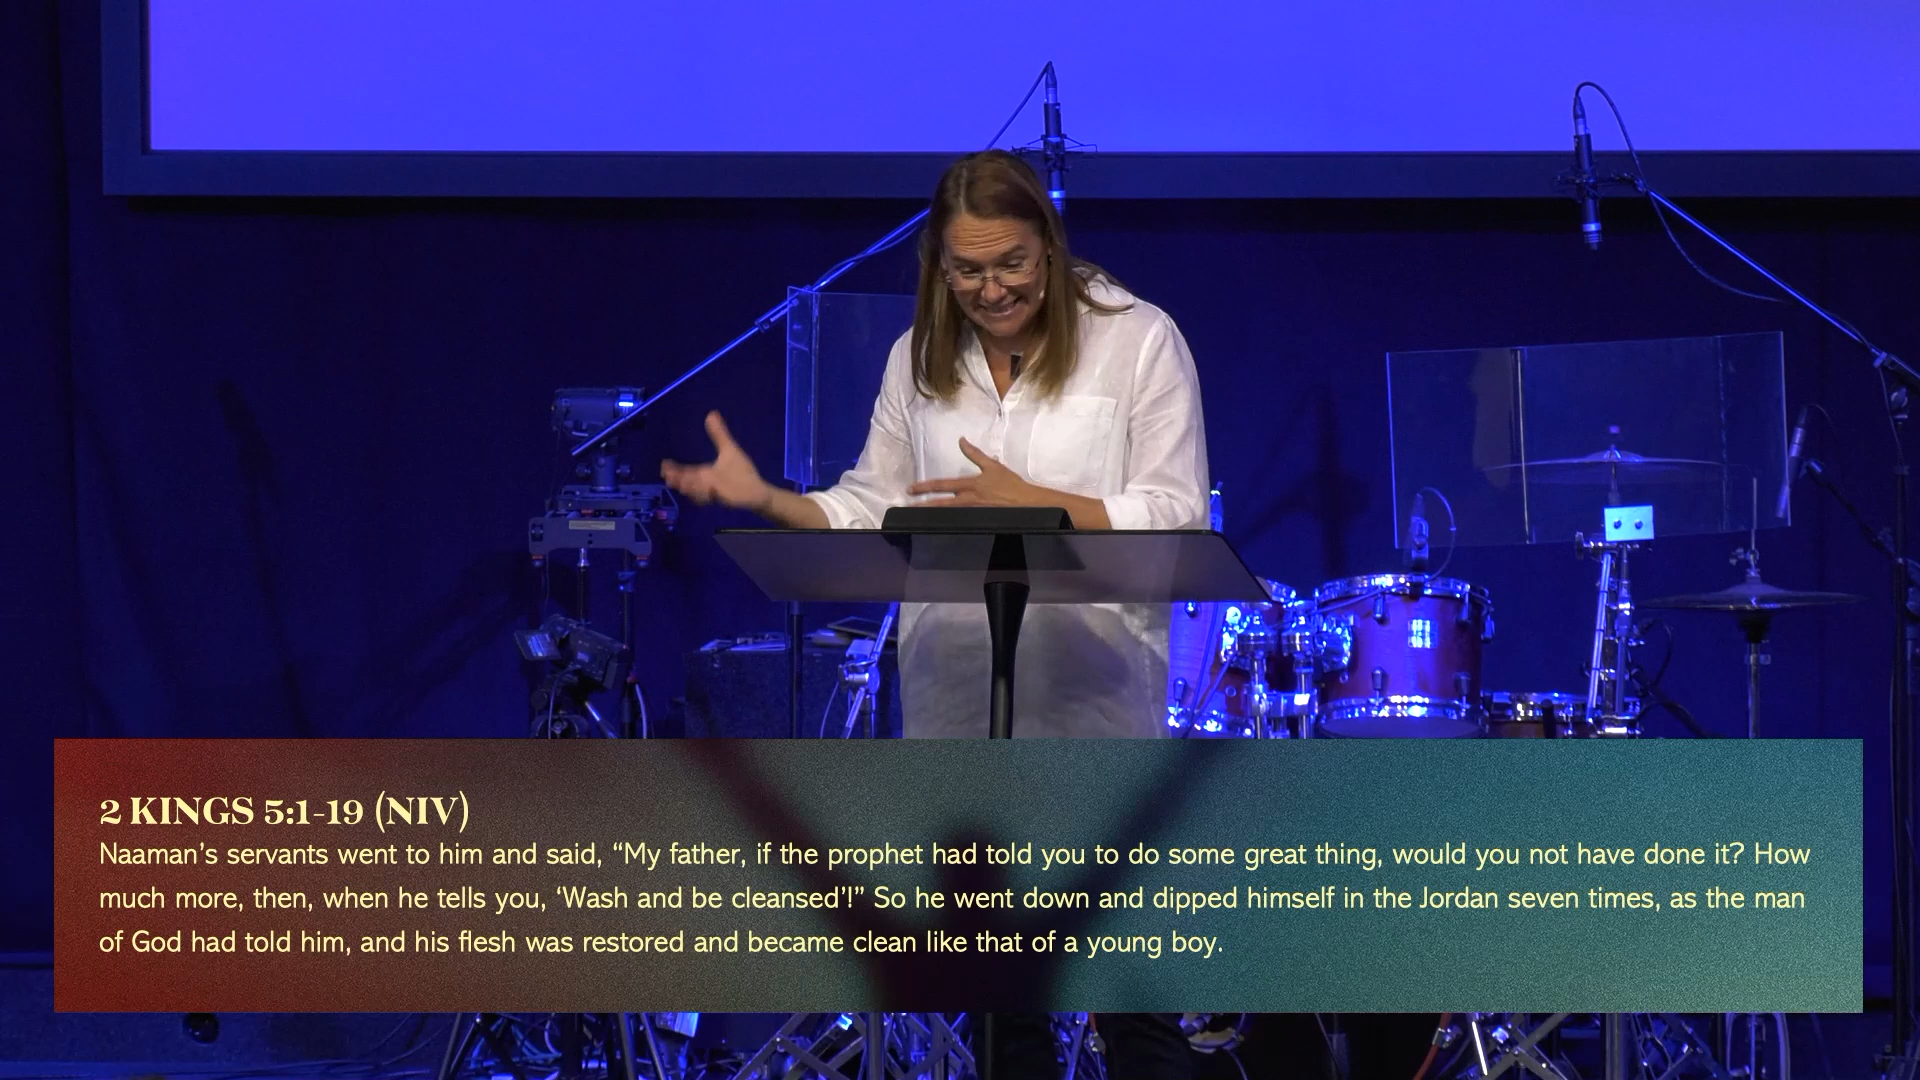 2 KINGS 5:1-19 (NIV)
Naaman’s servants went to him and said, “My father, if the prophet had told you to do some great thing, would you not have done it? How
much more, then, when he tells you, ‘Wash and be cleansed’!” So he went down and dipped himself in the Jordan seven times, as the man
of God had told him, and his flesh was restored and became clean like that of a young boy.